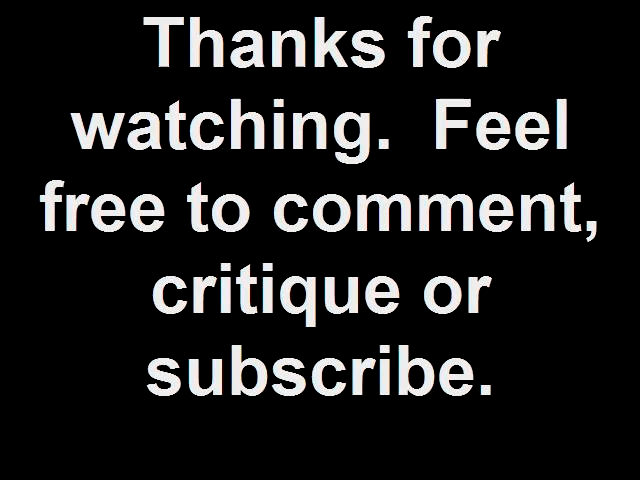 Thanks for
watching.  Feel
free to comment,
critique or
subscribe.